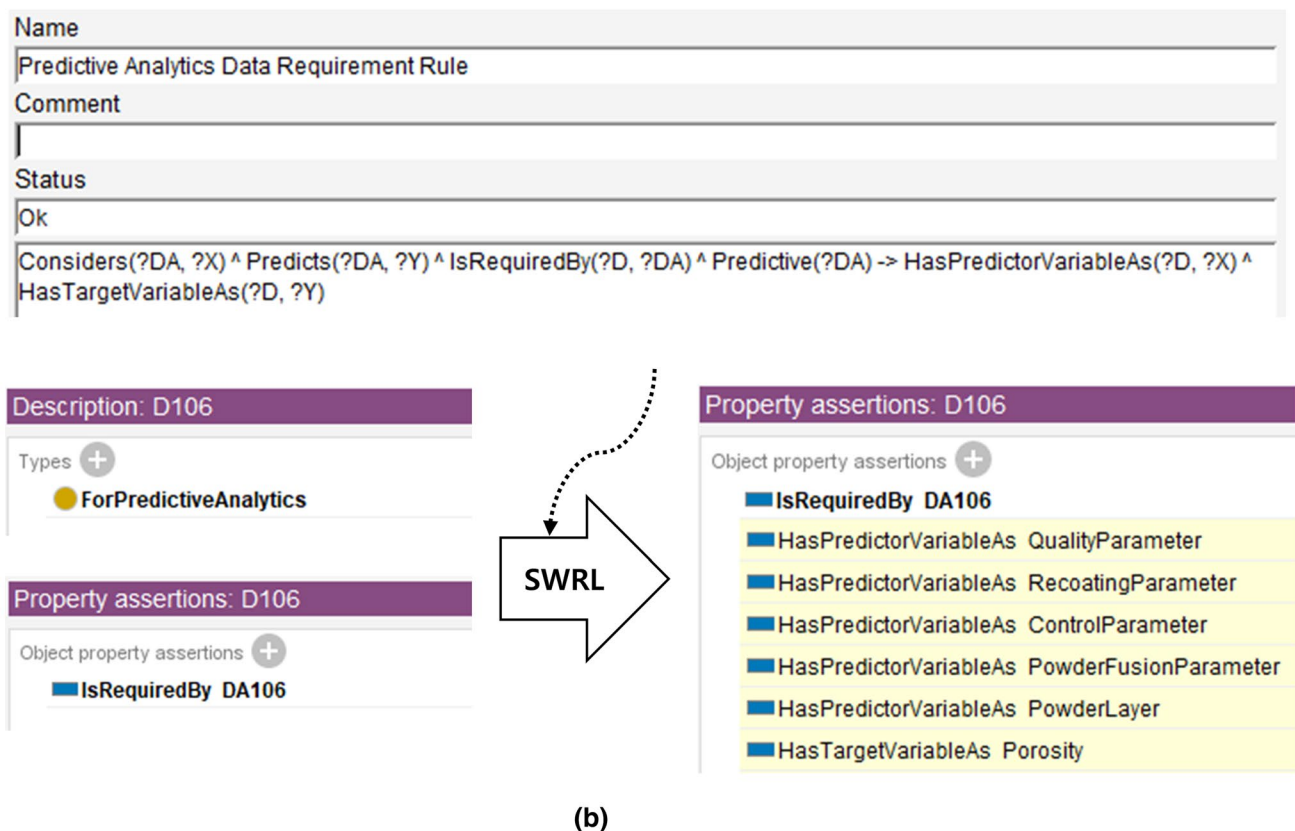 Name
Predictive Analytics Data Requirement Rule
Comment
Status
Ok
Considers(?DA, ?X) ^ Predicts(?DA, ?Y) ^ IsRequiredBy(?D, ?DA) ^ Predictive(?DA) -> HasPredictorVariableAs(?D, ?X) ^
HasTargetVariableAs(?D, ?Y)
Description: D106
Types
ForPredictiveAnalytics
Property assertions: D106
Object property assertions
IsRequiredBy DA106
SWRL
Property assertions: D106
Object property assertions
IsRequiredBy DA106
HasPredictorVariableAs QualityParameter
HasPredictorVariableAs RecoatingParameter
HasPredictorVariableAs ControlParameter
HasPredictorVariableAs PowderFusionParameter
HasPredictorVariableAs PowderLayer
HasTargetVariableAs Porosity
(b)